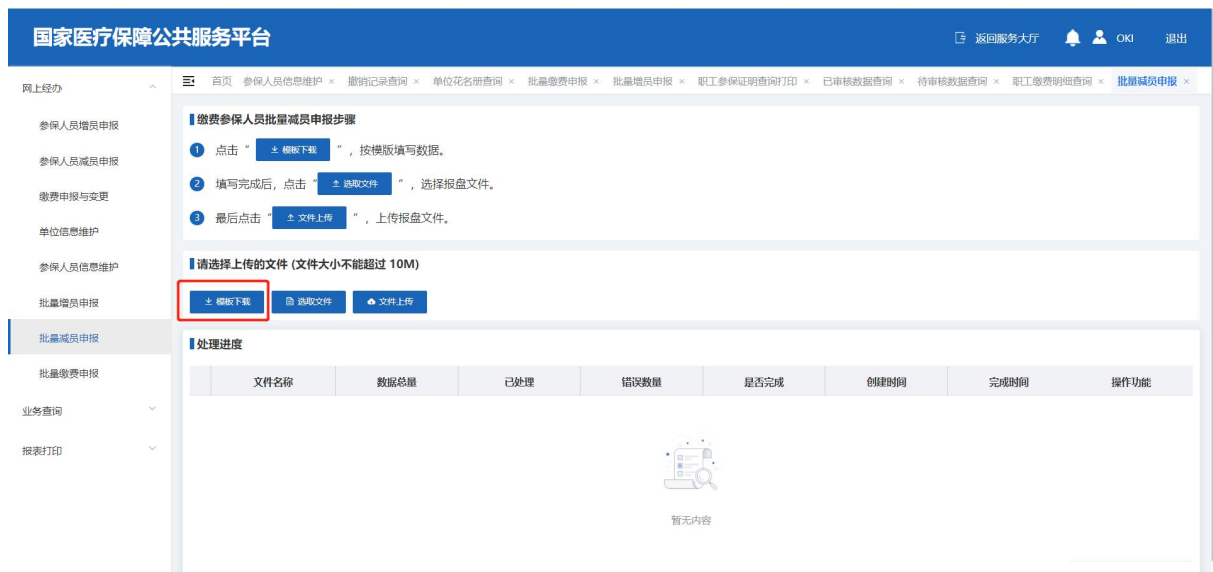 国家医疗保障公共服务平台
返回服务大厅 OKI 退出
网上经办
参保人员增员申报
参保人员减员申报
缴费申报与变更
单位信息维护
参保人员信息维护
批量增员申报
批量减员申报
批量缴费申报
业务查询
报表打印
首页 参保人员信息维护 × 撤销记录查询 × 单位花名册查询 × 批量缴费申报 × 批量增员申报 × 职工参保证明查询打印 × 已审核数据查询 × 待审核数据查询 × 职工缴费明细查询 × 批量减员申报 ×
缴费参保人员批量减员申报步骤
1 点击“ 模板下载 ”，按模版填写数据。
2 填写完成后，点击“ 选取文件 ”，选择报盘文件。
3 最后点击“ 文件上传 ”，上传报盘文件。
请选择上传的文件 (文件大小不能超过 10M)
模板下载 选取文件 文件上传
处理进度
文件名称 数据总量 已处理 错误数量 是否完成 创建时间 完成时间 操作功能
暂无内容